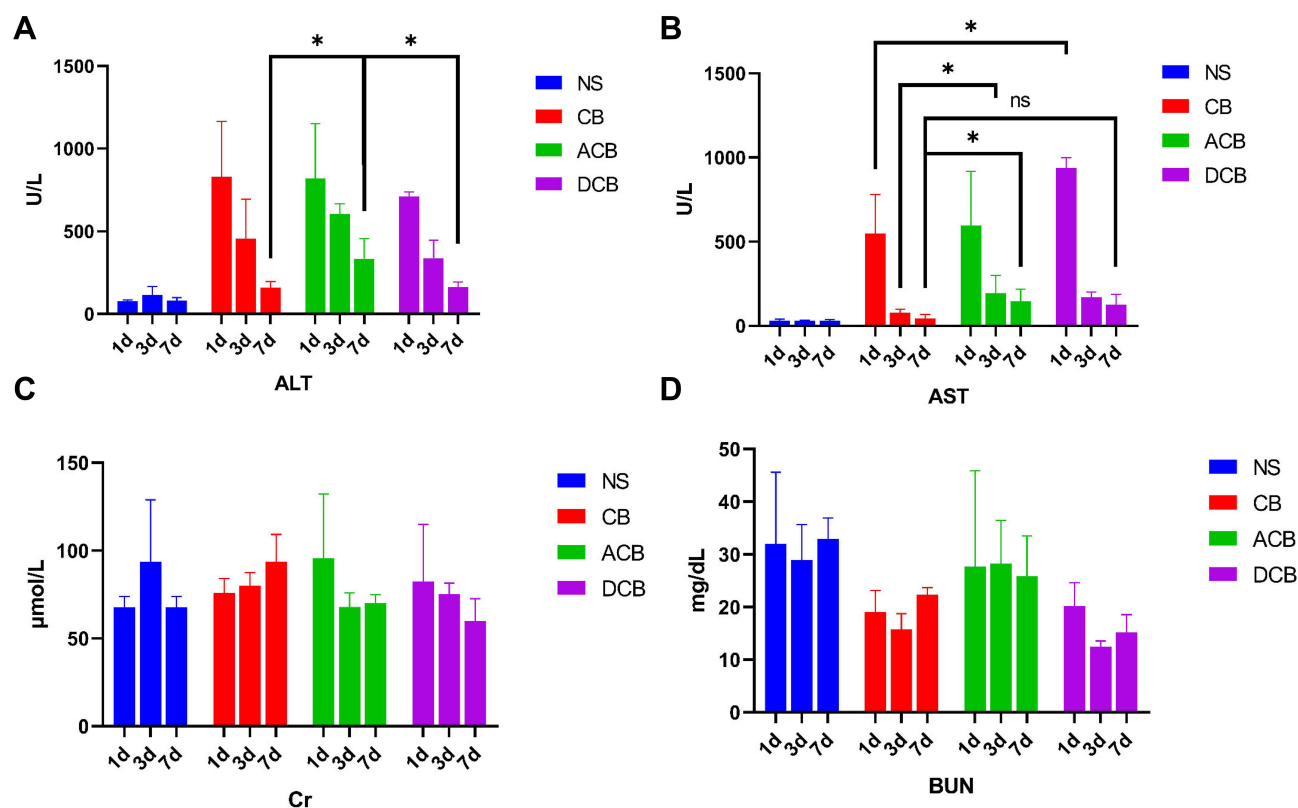 A
* *
1500
1000
500
0
U/L
1d 3d 7d 1d 3d 7d 1d 3d 7d 1d 3d 7d
ALT
NS
CB
ACB
DCB
B
*
*
ns
*
1500
1000
500
0
U/L
1d 3d 7d 1d 3d 7d 1d 3d 7d 1d 3d 7d
AST
NS
CB
ACB
DCB
C
150
100
50
0
µmol/L
1d 3d 7d 1d 3d 7d 1d 3d 7d 1d 3d 7d
Cr
NS
CB
ACB
DCB
D
50
40
30
20
10
0
mg/dL
1d 3d 7d 1d 3d 7d 1d 3d 7d 1d 3d 7d
BUN
NS
CB
ACB
DCB